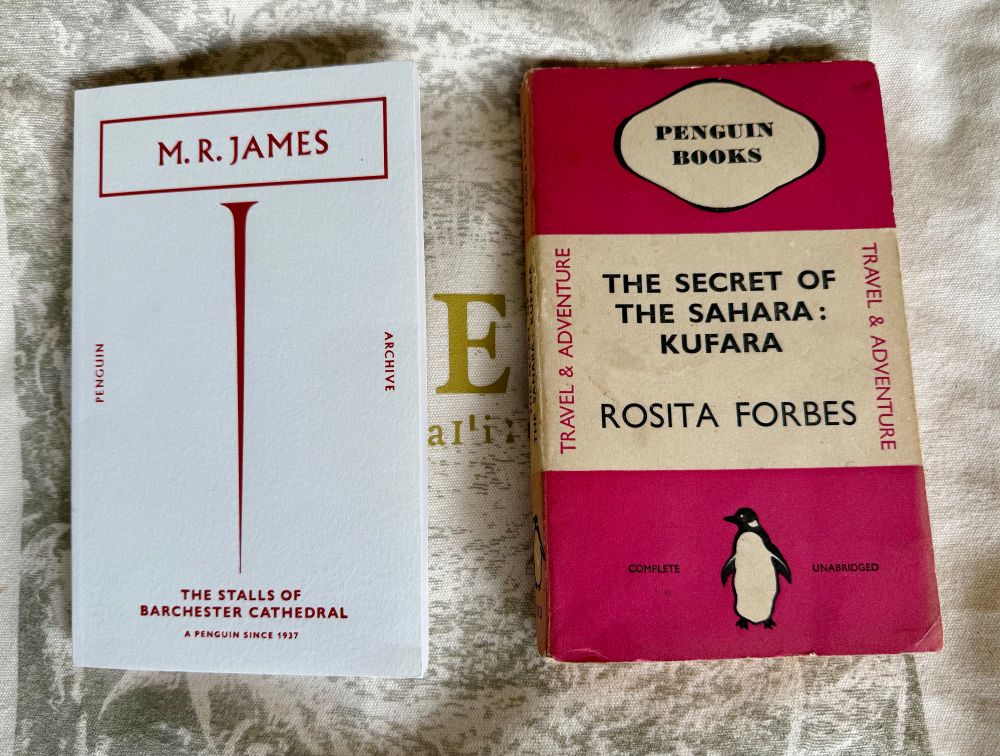 M. R. JAMES
PENGUIN
ARCHIVE
THE STALLS OF
BARCHESTER CATHEDRAL
A PENGUIN SINCE 1937
E
PENGUIN
BOOKS
TRAVEL & ADVENTURE
THE SECRET OF
THE SAHARA:
KUFARA
ROSITA FORBES
TRAVEL & ADVENTURE
COMPLETE
UNABRIDGED